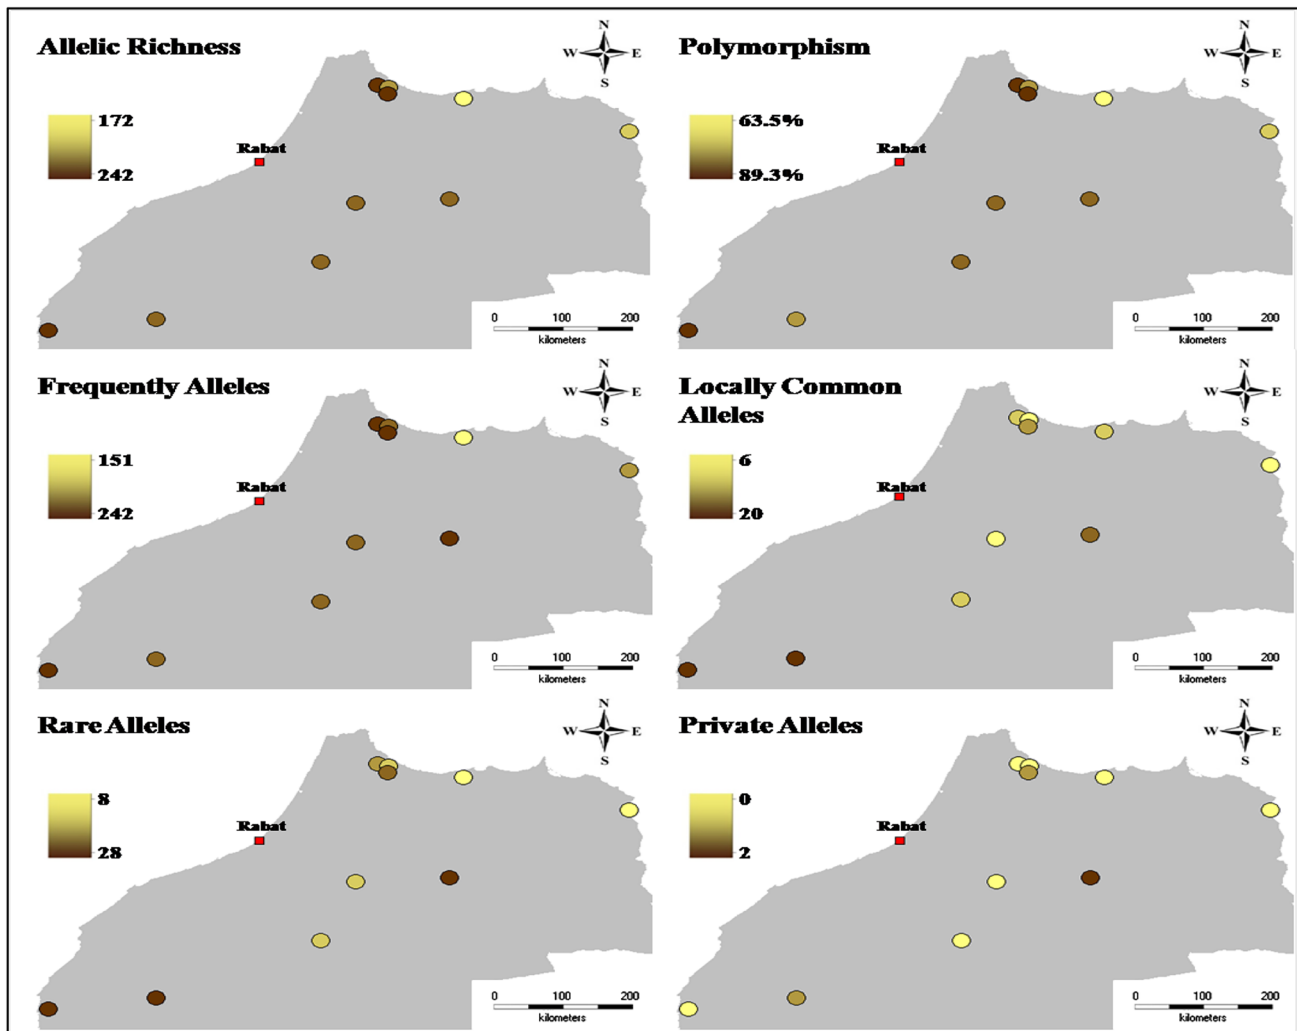 Allelic Richness
N
W E
S
172
242
Rabat
0 100 200
kilometers
Polymorphism
N
W E
S
63.5%
89.3%
Rabat
0 100 200
kilometers
Frequently Alleles
N
W E
S
151
242
Rabat
0 100 200
kilometers
Locally Common
Alleles
N
W E
S
6
20
Rabat
0 100 200
kilometers
Rare Alleles
N
W E
S
8
28
Rabat
0 100 200
kilometers
Private Alleles
N
W E
S
0
2
Rabat
0 100 200
kilometers